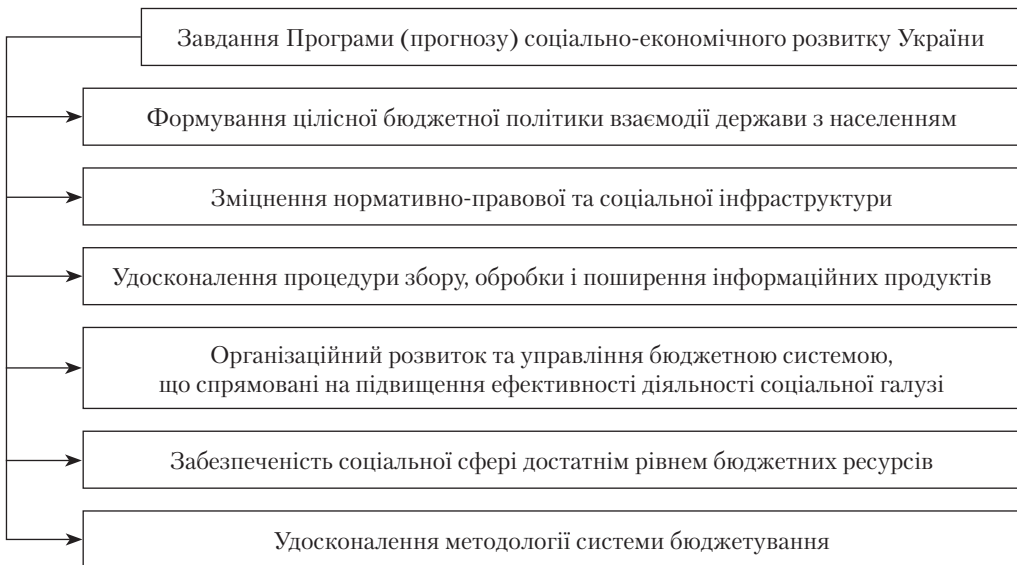 Завдання Програми (прогнозу) соціально-економічного розвитку України
Формування цілісної бюджетної політики взаємодії держави з населенням
Зміцнення нормативно-правової та соціальної інфраструктури
Удосконалення процедури збору, обробки і поширення інформаційних продуктів
Організаційний розвиток та управління бюджетною системою,
що спрямовані на підвищення ефективності діяльності соціальної галузі
Забезпеченість соціальної сфері достатнім рівнем бюджетних ресурсів
Удосконалення методології системи бюджетування